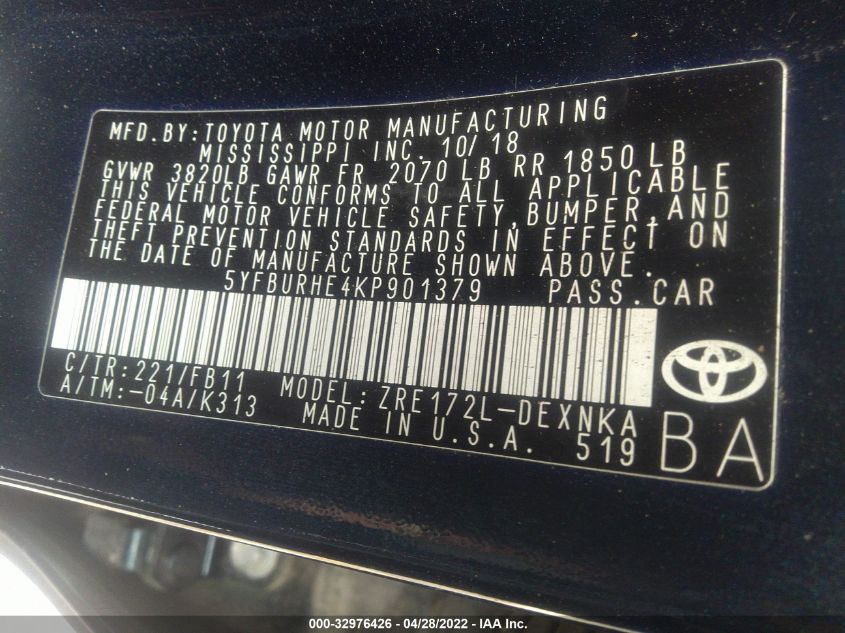 MFD.BY:TOYOTA MOTOR MANUFACTURING
MISSISSIPPI INC. 10/18
GVWR 3820LB GAWR FR 2070 LB RR 1850 LB
THIS VEHICLE CONFORMS TO ALL APPLICABLE
FEDERAL MOTOR VEHICLE SAFETY,BUMPER,AND
THEFT PREVENTION STANDARDS IN EFFECT ON
THE DATE OF MANUFACTURE SHOWN ABOVE.
5YFBURHE4KP901379 PASS.CAR
C/TR:221/FB11 MODEL:ZRE172L-DEXNKA
A/TM:-04A/K313 MADE IN U.S.A. 519
BA
000-32976426 - 04/28/2022 - IAA Inc.